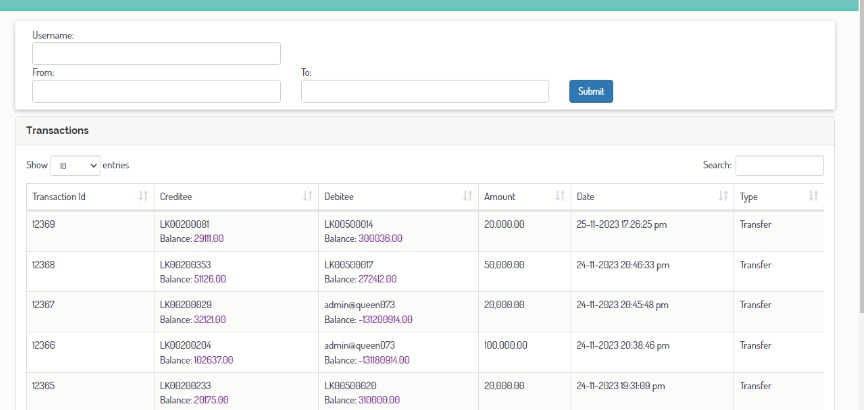 Username:
From: To:
Submit
Transactions
Show 10 entries Search:
Transaction Id Creditee Debitee Amount Date Type
12369 LK00200081 LK00500014 20,000.00 25-11-2023 17:26:25 pm Transfer
Balance: 29111.00 Balance: 300036.00
12368 LK00200353 LK00500017 50,000.00 24-11-2023 20:46:33 pm Transfer
Balance: 51126.00 Balance: 272412.00
12367 LK00200029 admin@queen073 20,000.00 24-11-2023 20:45:48 pm Transfer
Balance: 32121.00 Balance: -131200914.00
12366 LK00200204 admin@queen073 100,000.00 24-11-2023 20:38:46 pm Transfer
Balance: 102637.00 Balance: -131180914.00
12365 LK00200233 LK00500020 20,000.00 24-11-2023 19:31:09 pm Transfer
Balance: 20175.00 Balance: 310000.00